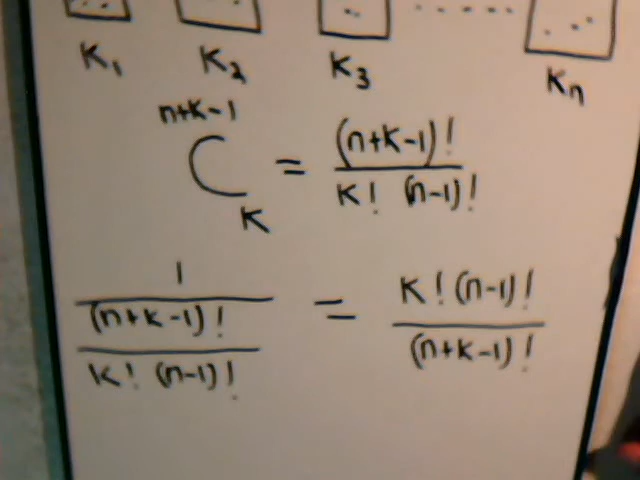 K₁ K₂ K₃ ...... Kₙ
n+K-1
C = (n+K-1)! / K! (n-1)!
K
1 / ((n+K-1)! / K! (n-1)!) = K! (n-1)! / (n+K-1)!